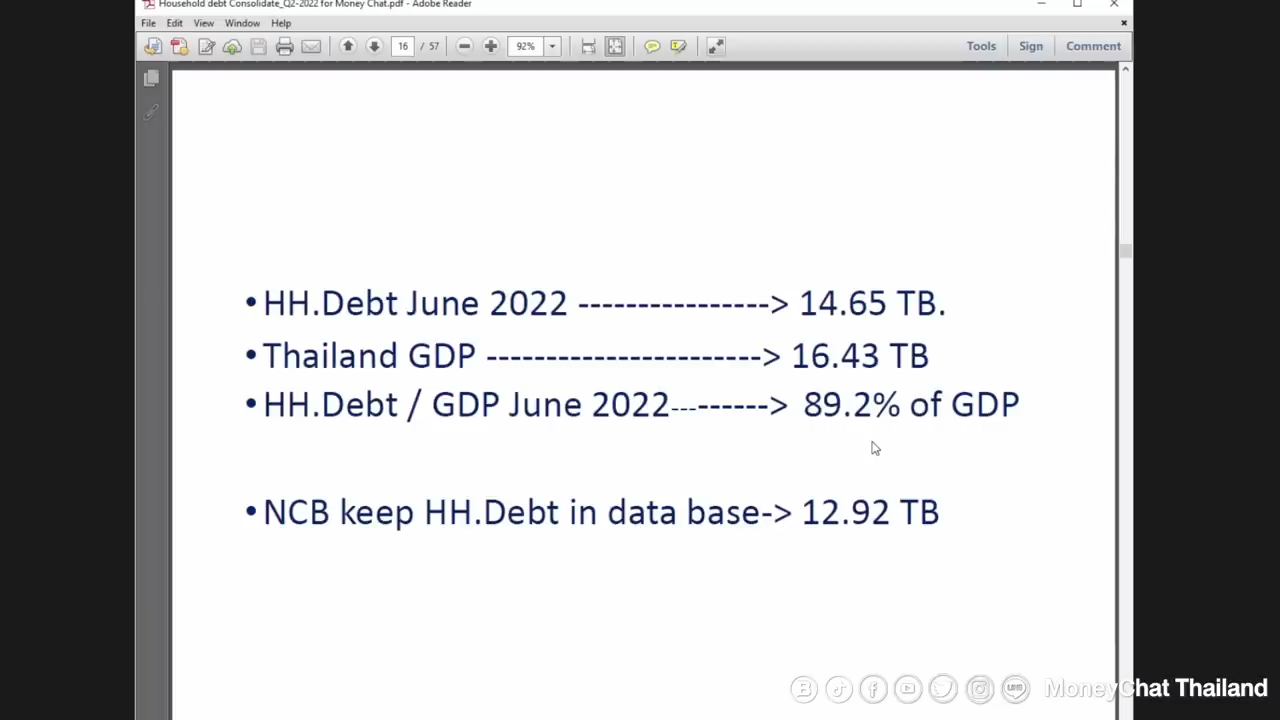 Household debt Consolidate_Q2-2022 for Money Chat.pdf - Adobe Reader
File Edit View Window Help
16 / 57 92% Tools Sign Comment
•HH.Debt June 2022 ----------------> 14.65 TB.
•Thailand GDP -----------------------> 16.43 TB
•HH.Debt / GDP June 2022---------> 89.2% of GDP
•NCB keep HH.Debt in data base-> 12.92 TB
MoneyChat Thailand